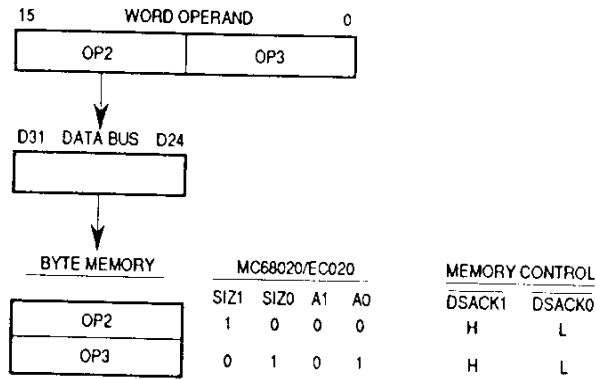 15 WORD OPERAND 0
OP2 OP3
D31 DATA BUS D24
BYTE MEMORY MC68020/EC020 MEMORY CONTROL
SIZ1 SIZ0 A1 A0 DSACK1 DSACK0
OP2 1 0 0 0 H L
OP3 0 1 0 1 H L